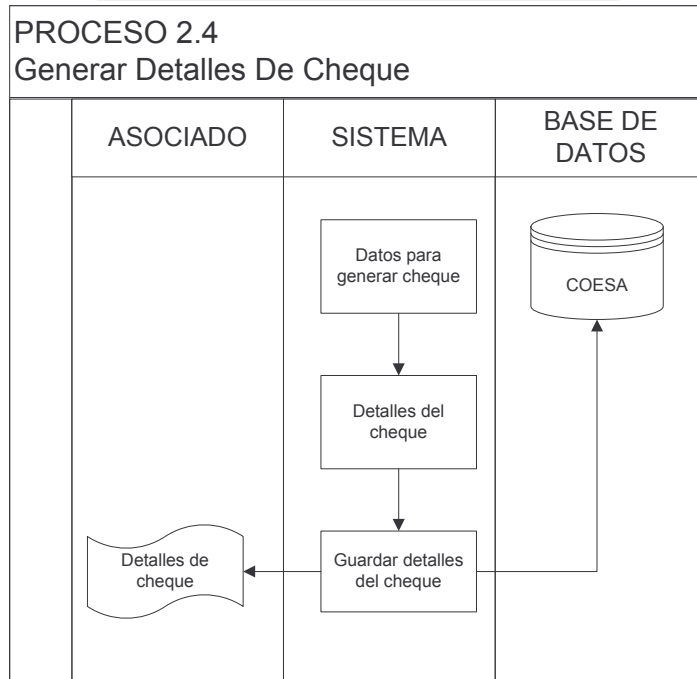 PROCESO 2.4
Generar Detalles De Cheque
ASOCIADO
SISTEMA
BASE DE
DATOS
Datos para
generar cheque
COESA
Detalles del
cheque
Detalles de
cheque
Guardar detalles
del cheque